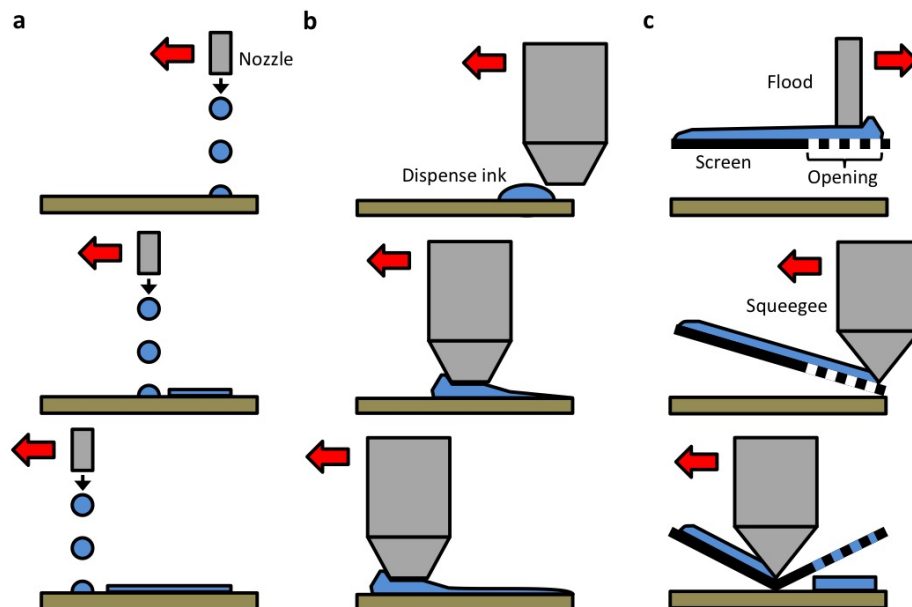 a
b
c
Nozzle
Flood
Dispense ink
Screen
Opening
Squeegee